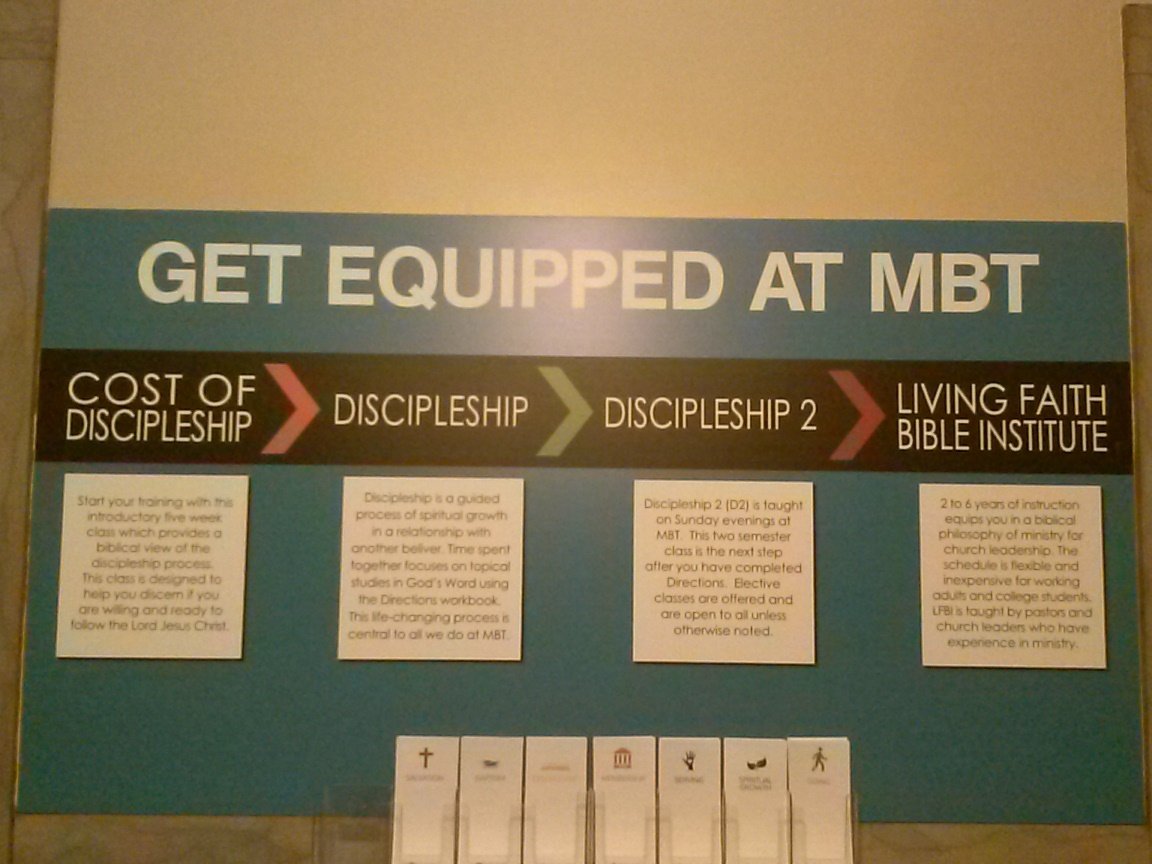 GET EQUIPPED AT MBT
COST OF
DISCIPLESHIP
DISCIPLESHIP
DISCIPLESHIP 2
LIVING FAITH
BIBLE INSTITUTE
Start your training with this
introductory five week
class which provides a
biblical view of the
discipleship process.
This class is designed to
help you discern if you
are willing and ready to
follow the Lord Jesus Christ.
Discipleship is a guided
process of spiritual growth
in a relationship with
another beliver. Time spent
together focuses on topical
studies in God's Word using
the Directions workbook.
This life-changing process is
central to all we do at MBT.
Discipleship 2 (D2) is taught
on Sunday evenings at
MBT. This two semester
class is the next step
after you have completed
Directions. Elective
classes are offered and
are open to all unless
otherwise noted.
2 to 6 years of instruction
equips you in a biblical
philosophy of ministry for
church leadership. The
schedule is flexible and
inexpensive for working
adults and college students.
LFBI is taught by pastors and
church leaders who have
experience in ministry.
SALVATION
BAPTISM
MEMBERSHIP
SERVING
SPIRITUAL
GROWTH
GOING